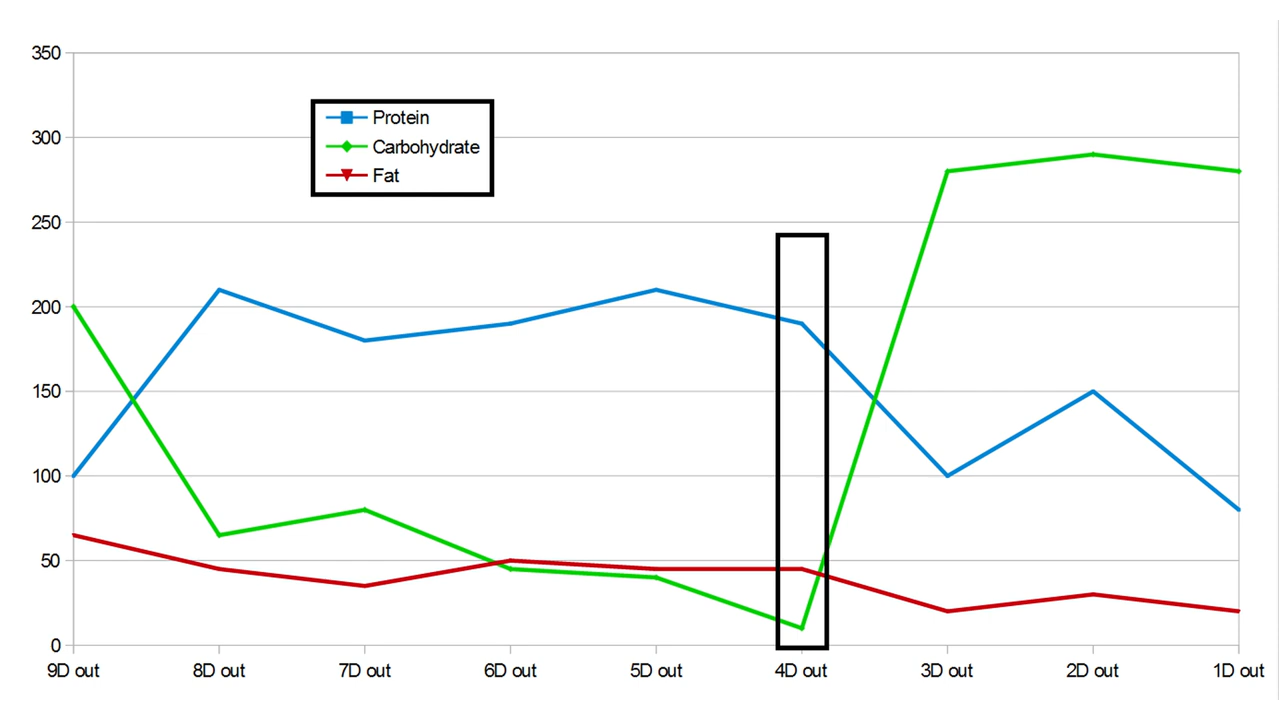 350
300
250
200
150
100
50
0
Protein
Carbohydrate
Fat
9D out 8D out 7D out 6D out 5D out 4D out 3D out 2D out 1D out